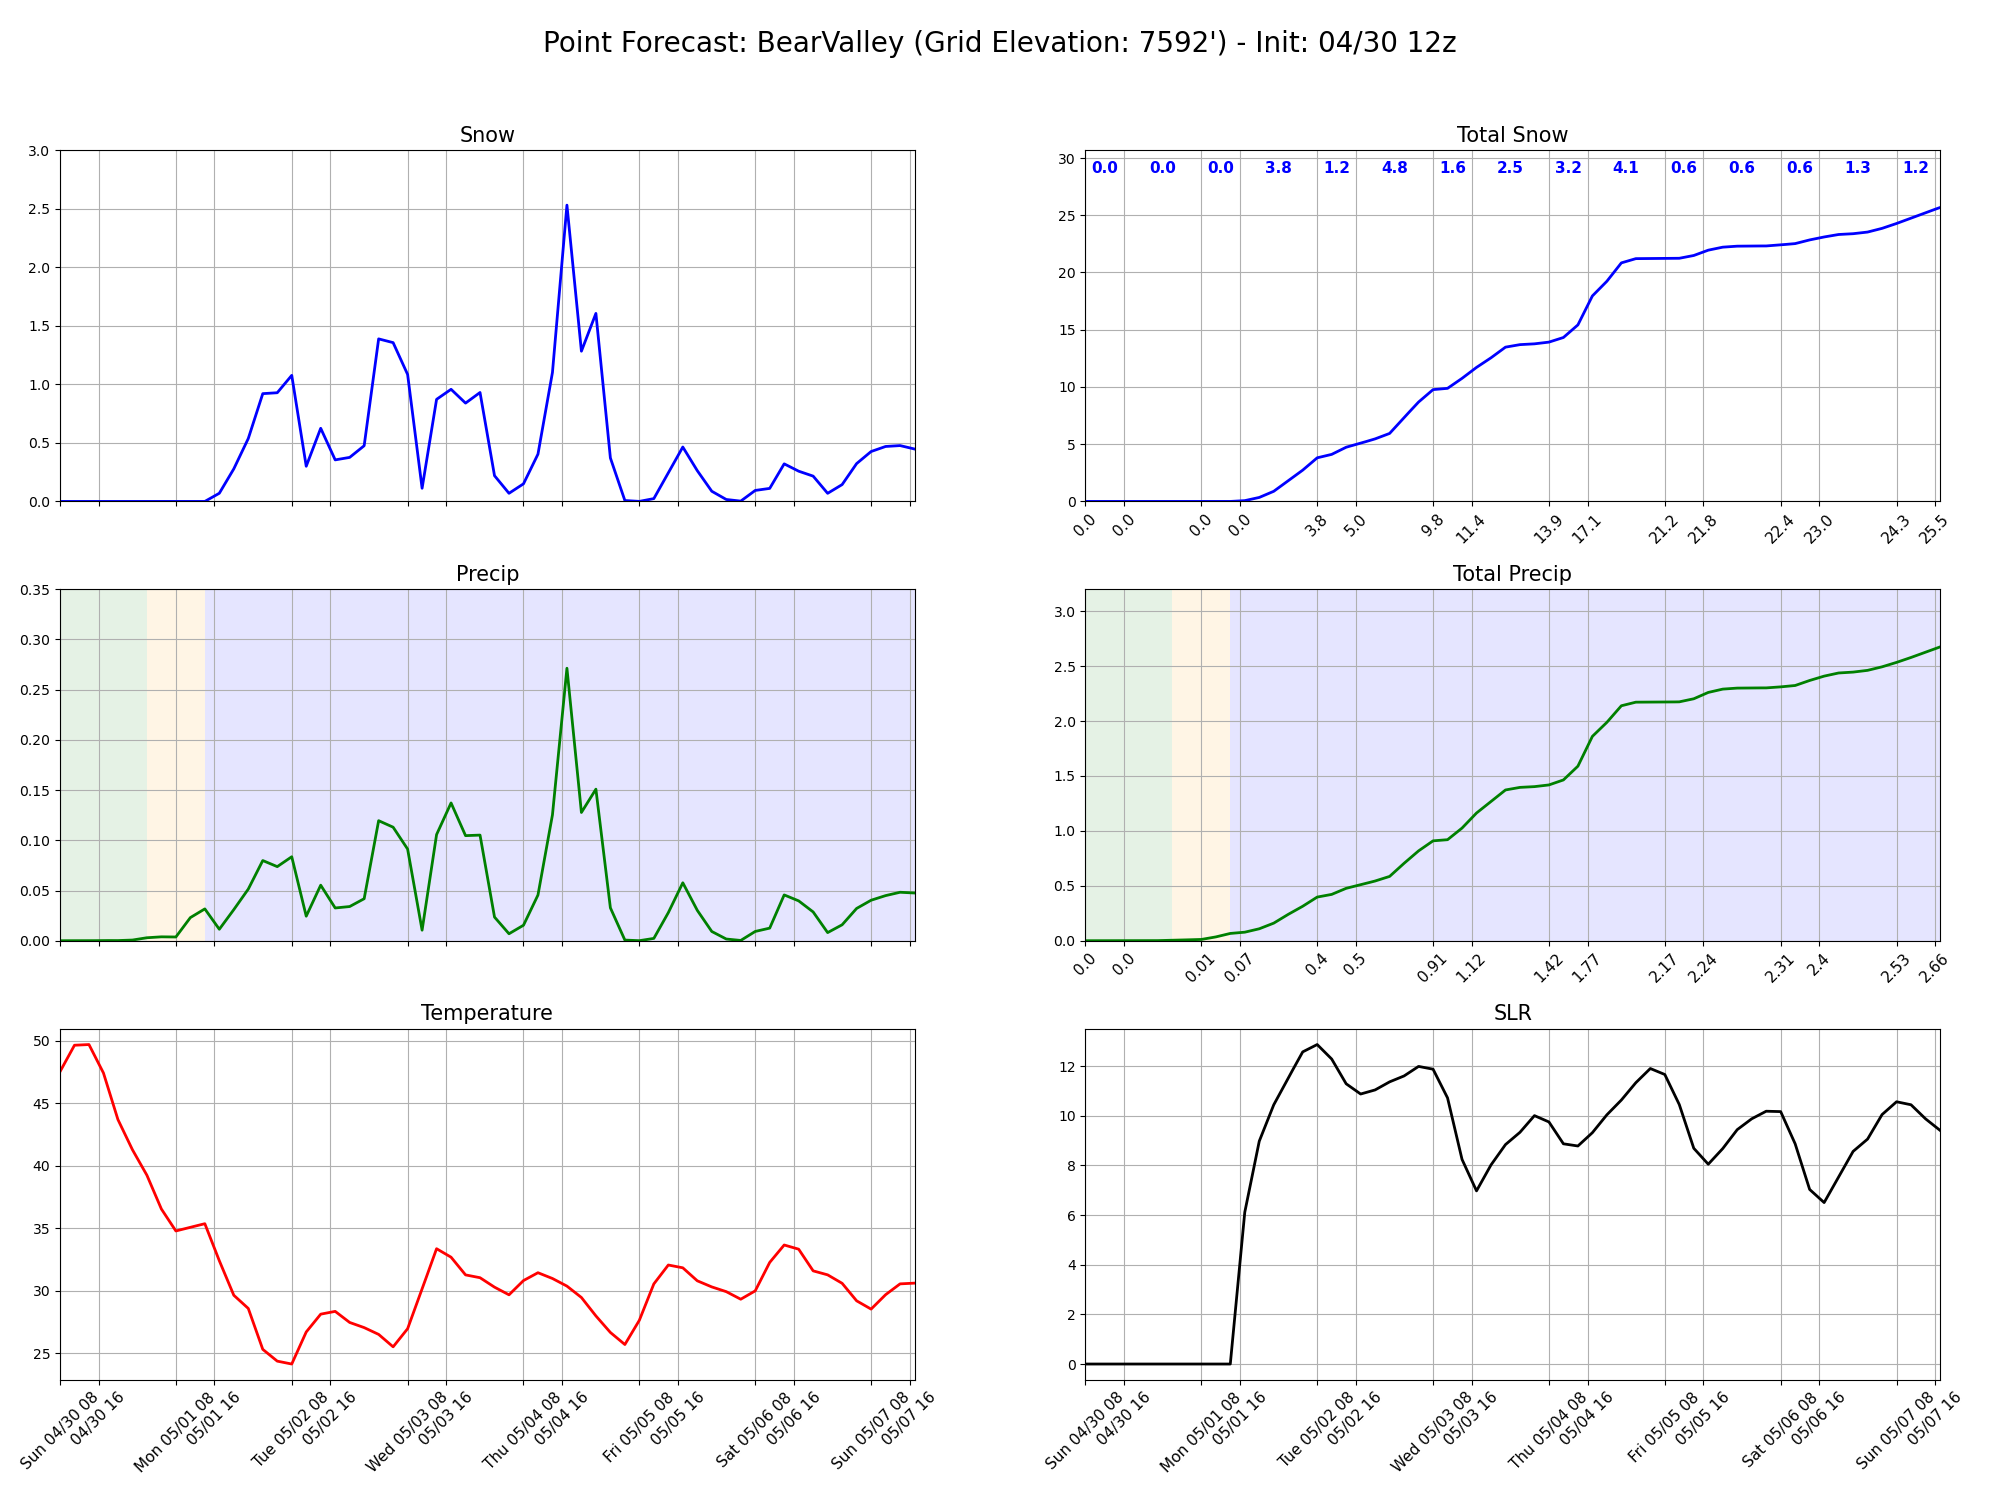 Point Forecast: BearValley (Grid Elevation: 7592') - Init: 04/30 12z
Snow
3.0
2.5
2.0
1.5
1.0
0.5
0.0
Total Snow
0.0 0.0 0.0 3.8 1.2 4.8 1.6 2.5 3.2 4.1 0.6 0.6 0.6 1.3 1.2
30
25
20
15
10
5
0
0.0 0.0 0.0 0.0 3.8 5.0 9.8 11.4 13.9 17.1 21.2 21.8 22.4 23.0 24.3 25.5
Precip
0.35
0.30
0.25
0.20
0.15
0.10
0.05
0.00
Total Precip
3.0
2.5
2.0
1.5
1.0
0.5
0.0
0.0 0.0 0.01 0.07 0.4 0.5 0.91 1.12 1.42 1.77 2.17 2.24 2.31 2.4 2.53 2.66
Temperature
50
45
40
35
30
25
Sun 04/30 08
04/30 16
Mon 05/01 08
05/01 16
Tue 05/02 08
05/02 16
Wed 05/03 08
05/03 16
Thu 05/04 08
05/04 16
Fri 05/05 08
05/05 16
Sat 05/06 08
05/06 16
Sun 05/07 08
05/07 16
SLR
12
10
8
6
4
2
0
Sun 04/30 08
04/30 16
Mon 05/01 08
05/01 16
Tue 05/02 08
05/02 16
Wed 05/03 08
05/03 16
Thu 05/04 08
05/04 16
Fri 05/05 08
05/05 16
Sat 05/06 08
05/06 16
Sun 05/07 08
05/07 16